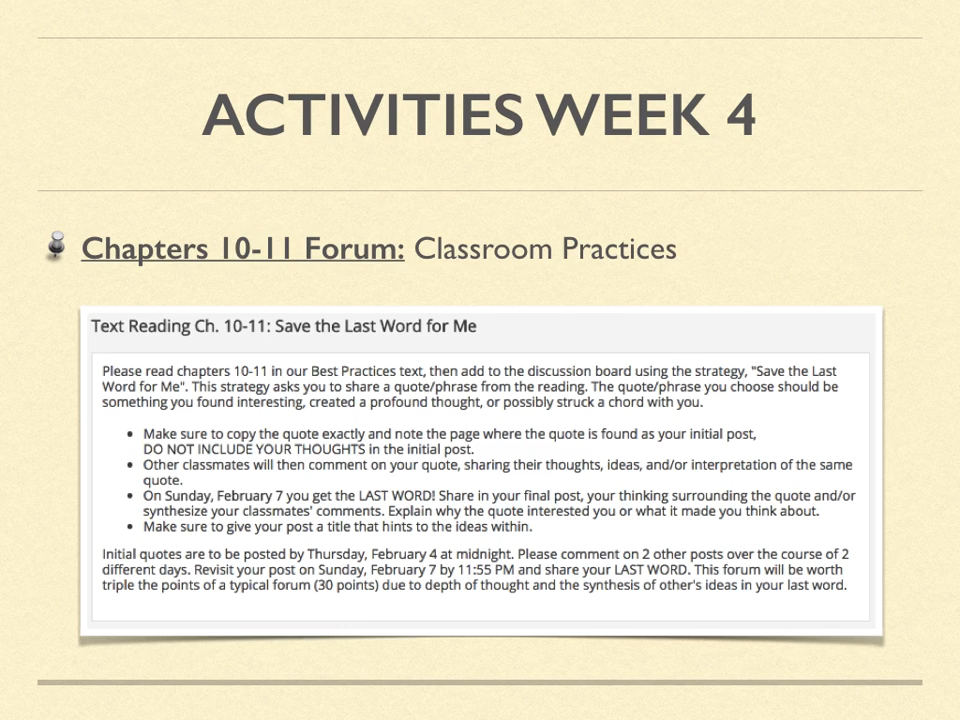 ACTIVITIES WEEK 4
Chapters 10-11 Forum: Classroom Practices
Text Reading Ch. 10-11: Save the Last Word for Me
Please read chapters 10-11 in our Best Practices text, then add to the discussion board using the strategy, "Save the Last
Word for Me". This strategy asks you to share a quote/phrase from the reading. The quote/phrase you choose should be
something you found interesting, created a profound thought, or possibly struck a chord with you.
• Make sure to copy the quote exactly and note the page where the quote is found as your initial post,
DO NOT INCLUDE YOUR THOUGHTS in the initial post.
• Other classmates will then comment on your quote, sharing their thoughts, ideas, and/or interpretation of the same
quote.
• On Sunday, February 7 you get the LAST WORD! Share in your final post, your thinking surrounding the quote and/or
synthesize your classmates' comments. Explain why the quote interested you or what it made you think about.
• Make sure to give your post a title that hints to the ideas within.
Initial quotes are to be posted by Thursday, February 4 at midnight. Please comment on 2 other posts over the course of 2
different days. Revisit your post on Sunday, February 7 by 11:55 PM and share your LAST WORD. This forum will be worth
triple the points of a typical forum (30 points) due to depth of thought and the synthesis of other's ideas in your last word.